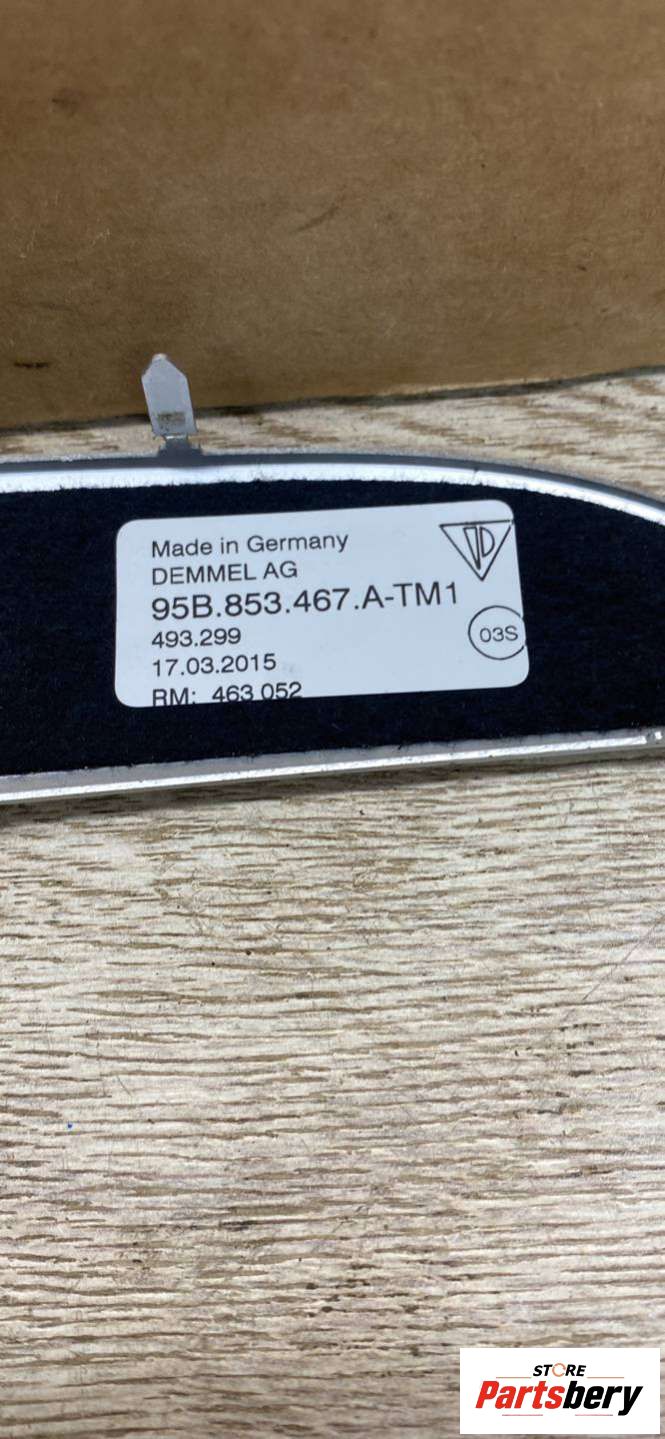 Made in Germany
DEMMEL AG
95B.853.467.A-TM1
493.299
17.03.2015
RM: 463 052
D
03S
STORE
Partsbery